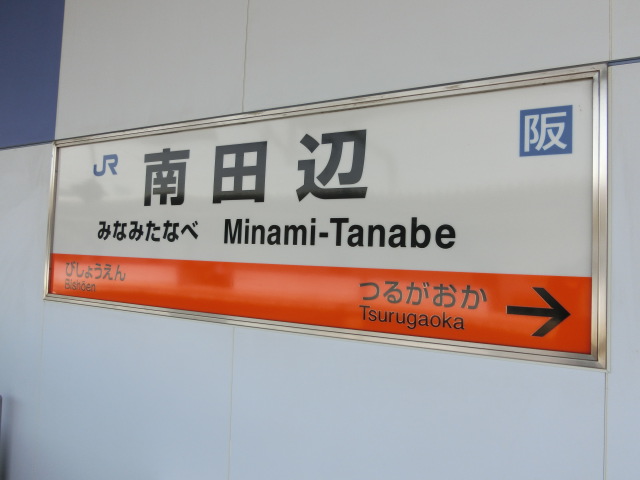 JR 南田辺 阪
みなみたなべ Minami-Tanabe
びしょうえん
Bishōen
つるがおか
Tsurugaoka